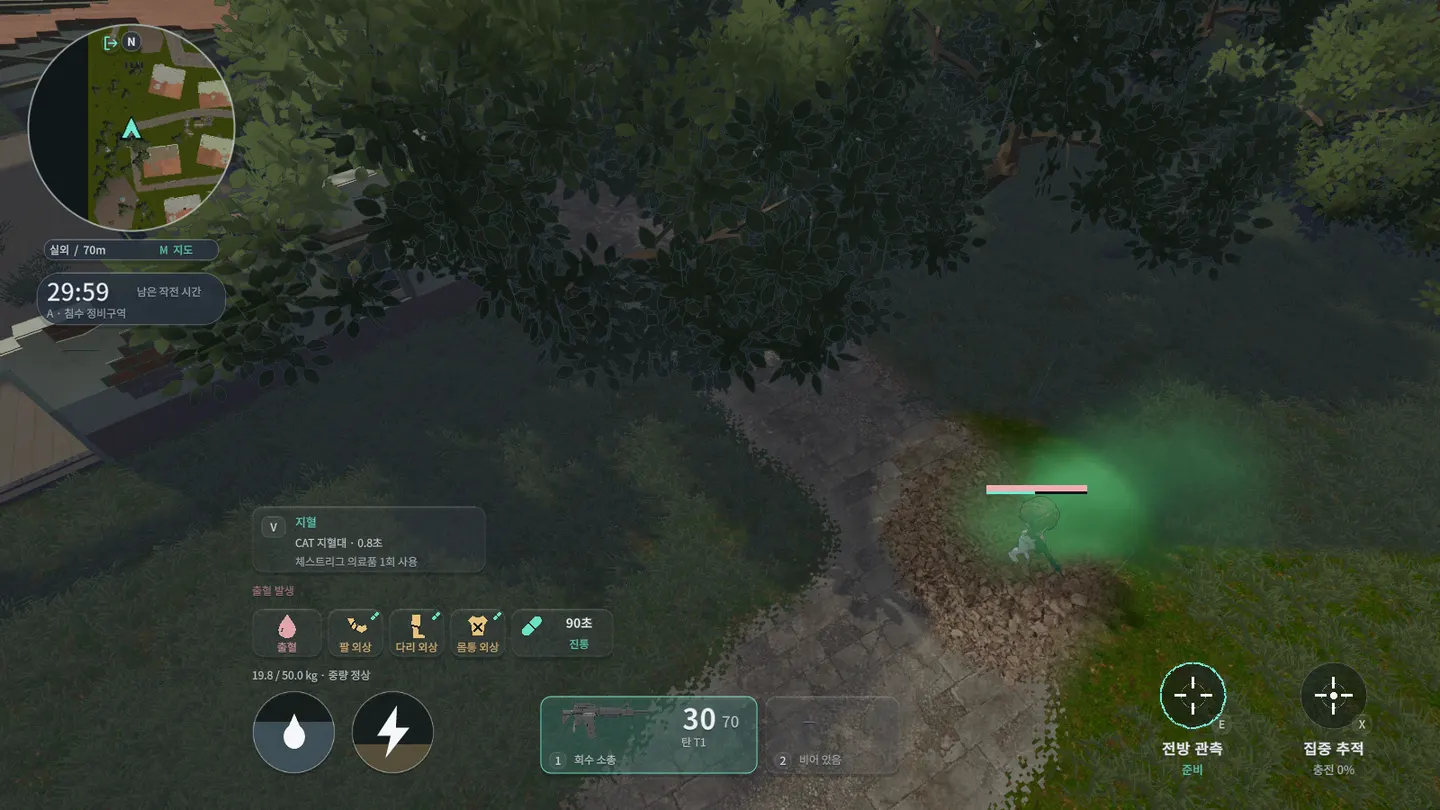 N
실외 / 70m
M 지도
29:59
남은 작전 시간
A · 침수 정비구역
V
지혈
CAT 지혈대 · 0.8초
체스트리그 의료품 1회 사용
출혈 발생
출혈
팔 외상
다리 외상
몸통 외상
90초
진통
19.8 / 50.0 kg · 중량 정상
30 70
탄 T1
1 회수 소총
2 비어 있음
E
전방 관측
준비
X
집중 추적
충전 0%